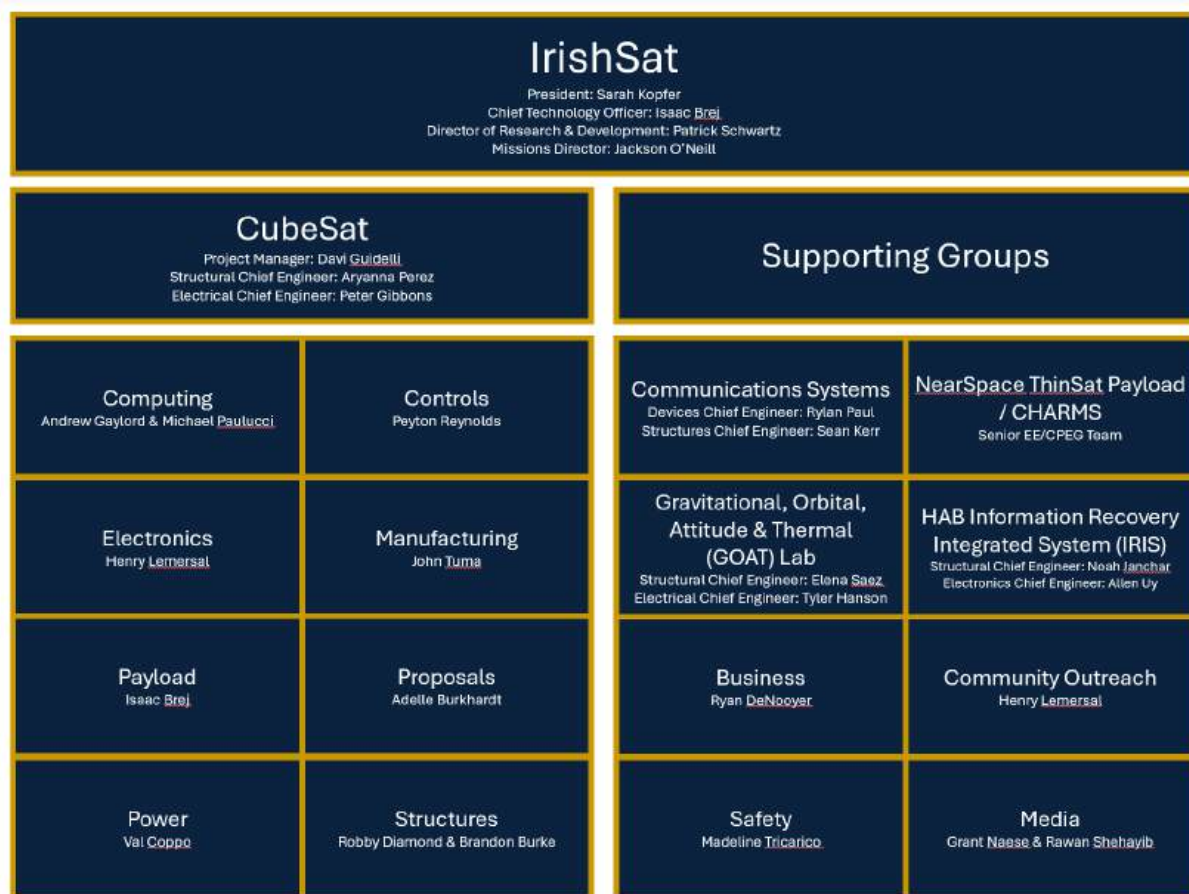 IrishSat
President: Sarah Kopfer
Chief Technology Officer: Isaac Brej
Director of Research & Development: Patrick Schwartz
Missions Director: Jackson O'Neill
CubeSat
Project Manager: Davi Guidelli
Structural Chief Engineer: Aryanna Perez
Electrical Chief Engineer: Peter Gibbons
Supporting Groups
Computing
Andrew Gaylord & Michael Paulucci
Controls
Peyton Reynolds
Communications Systems
Devices Chief Engineer: Rylan Paul
Structures Chief Engineer: Sean Kerr
NearSpace ThinSat Payload
/ CHARMS
Senior EE/CPEG Team
Electronics
Henry Lemersal
Manufacturing
John Tuma
Gravitational, Orbital,
Attitude & Thermal
(GOAT) Lab
Structural Chief Engineer: Elena Saez
Electrical Chief Engineer: Tyler Hanson
HAB Information Recovery
Integrated System (IRIS)
Structural Chief Engineer: Noah Janchar
Electronics Chief Engineer: Allen Uy
Payload
Isaac Brej
Proposals
Adelle Burkhardt
Business
Ryan DeNooyer
Community Outreach
Henry Lemersal
Power
Val Coppo
Structures
Robby Diamond & Brandon Burke
Safety
Madeline Tricarico
Media
Grant Naese & Rawan Shehayib